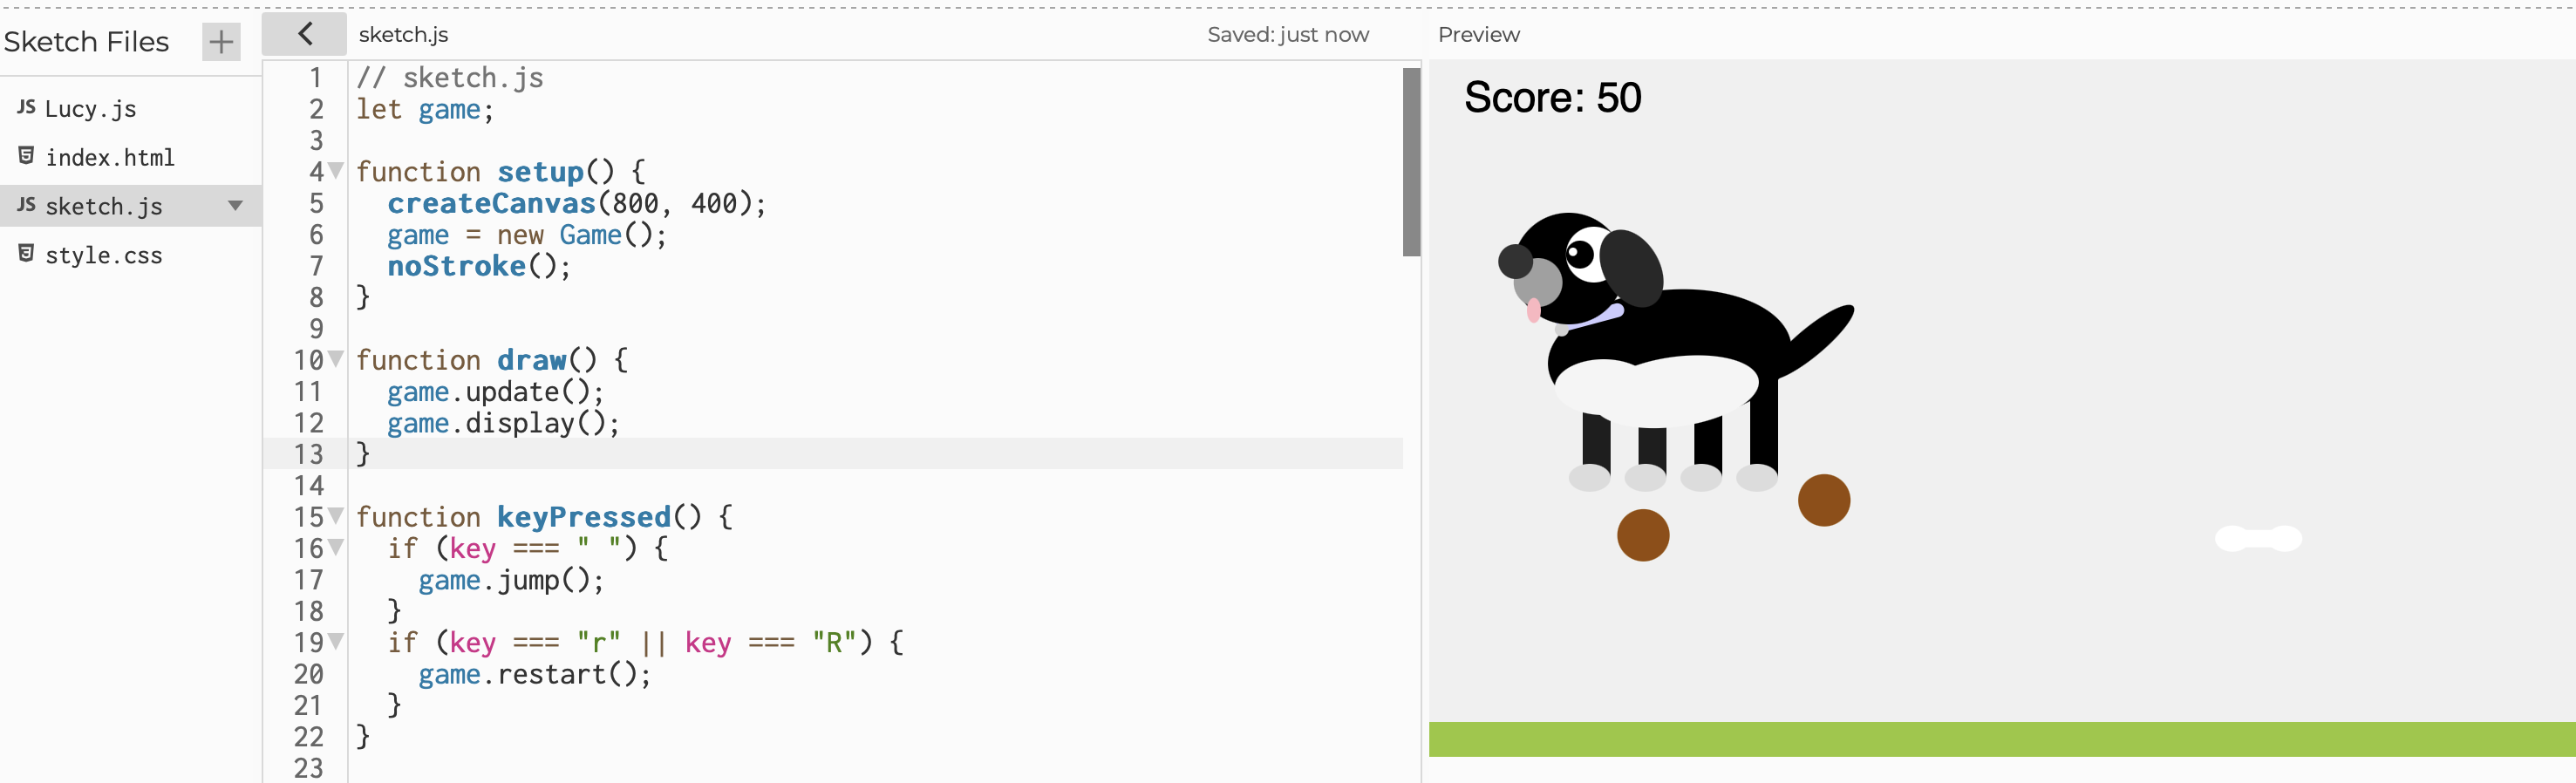 Sketch Files +
Lucy.js
index.html
sketch.js
style.css
sketch.js
Saved: just now
1 // sketch.js
2 let game;
3
4 function setup() {
5   createCanvas(800, 400);
6   game = new Game();
7   noStroke();
8 }
9
10 function draw() {
11   game.update();
12   game.display();
13 }
14
15 function keyPressed() {
16   if (key === " ") {
17     game.jump();
18   }
19   if (key === "r" || key === "R") {
20     game.restart();
21   }
22 }
23
Preview
Score: 50